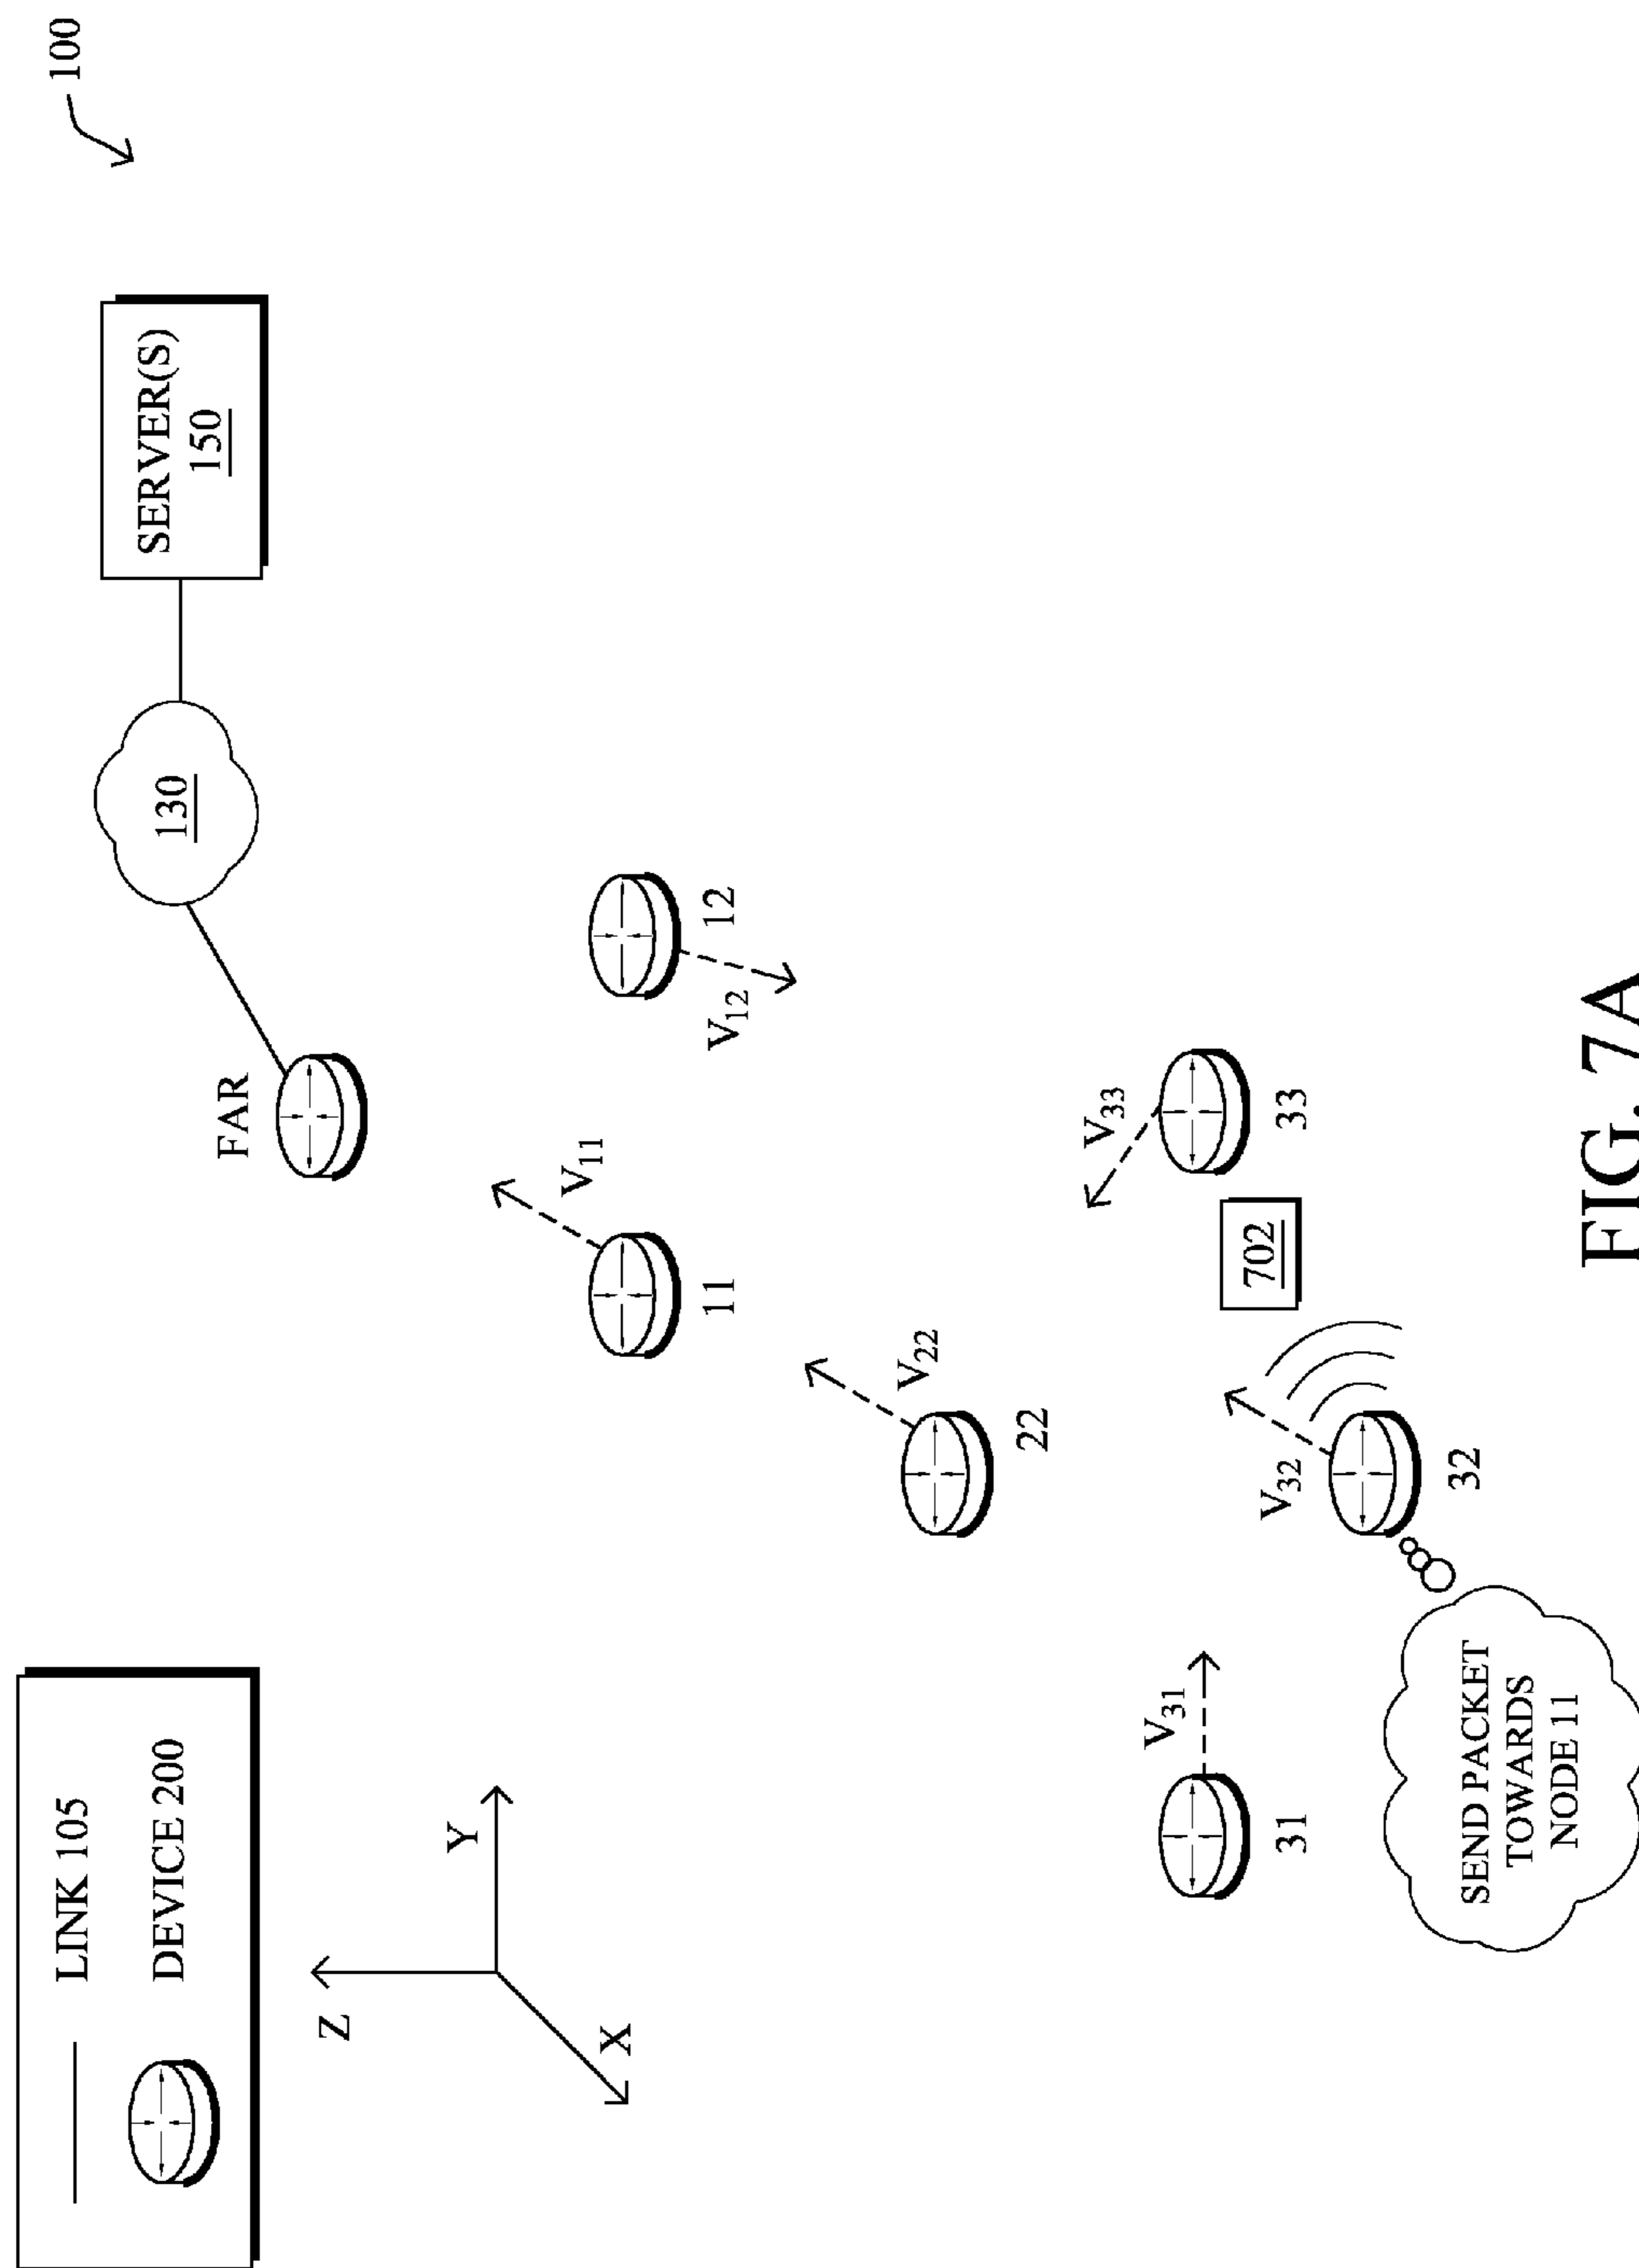 100
LINK 105
DEVICE 200
SERVER(S)
150
130
FAR
Z
Y
X
V11
11
12
V12
V22
22
V33
33
V31
31
V32
32
702
SEND PACKET
TOWARDS
NODE 11
FIG. 7A